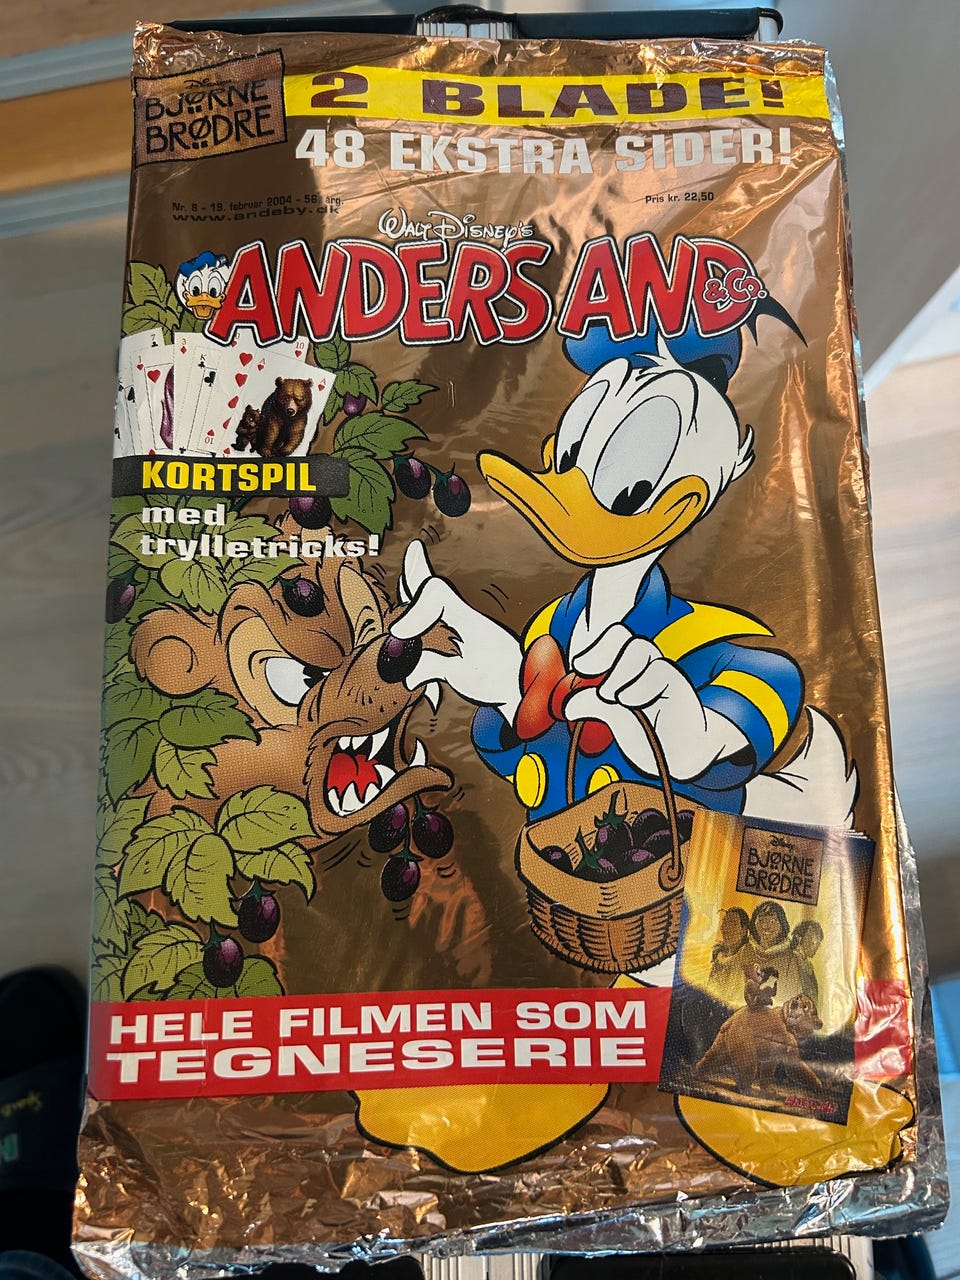 Disney
BJØRNE
BRØDRE
2 BLADE!
48 EKSTRA SIDER!
Nr. 8 - 19. februar 2004 - 56. årg.
www.andeby.dk
Pris kr. 22,50
WALT DISNEY'S
ANDERS AND
&Co.
KORTSPIL
med
trylletricks!
Disney
BJØRNE
BRØDRE
HELE FILMEN SOM
TEGNESERIE